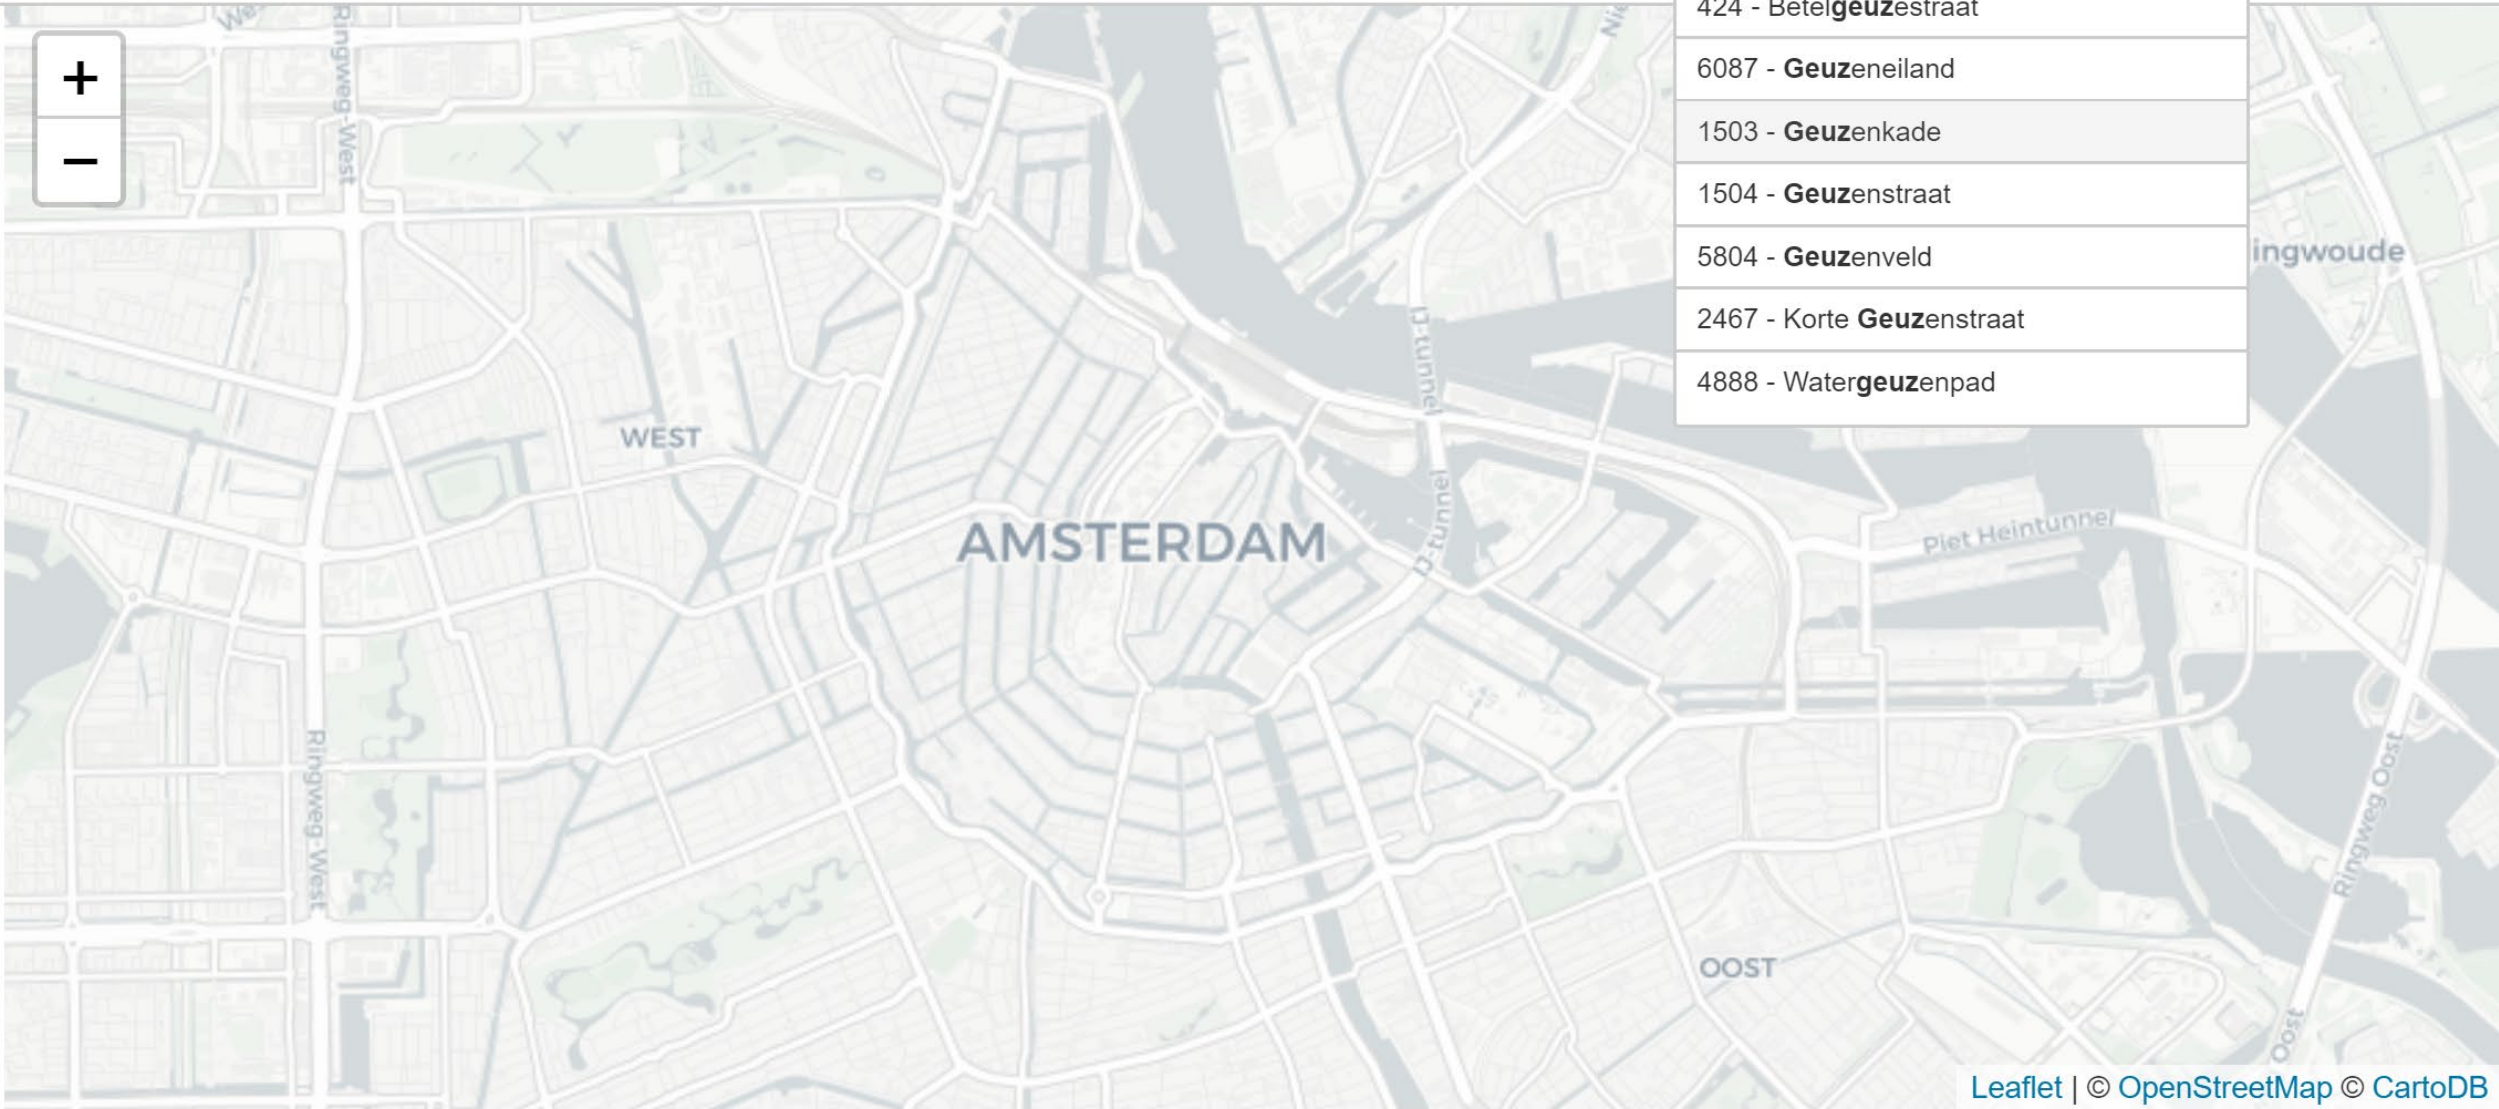 424 - Betelgeuzestraat
6087 - Geuzeneiland
1503 - Geuzenkade
1504 - Geuzenstraat
5804 - Geuzenveld
2467 - Korte Geuzenstraat
4888 - Watergeuzenpad
+
−
Ringweg-West
ingwoude
IJ-tunnel
WEST
AMSTERDAM
IJ-tunnel
Piet Heintunnel
Ringweg-West
Ringweg Oost
OOST
Oost
Leaflet | © OpenStreetMap © CartoDB